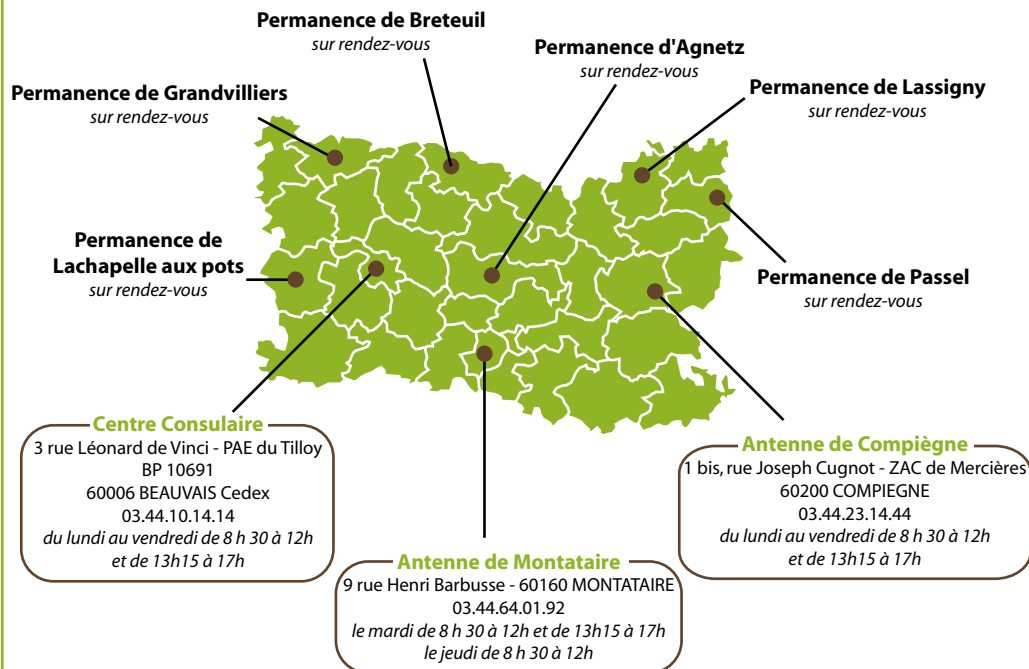 Permanence de Breteuil
sur rendez-vous
Permanence d'Agnetz
sur rendez-vous
Permanence de Grandvilliers
sur rendez-vous
Permanence de Lassigny
sur rendez-vous
Permanence de
Lachapelle aux pots
sur rendez-vous
Permanence de Passel
sur rendez-vous
Centre Consulaire
3 rue Léonard de Vinci - PAE du Tilloy
BP 10691
60006 BEAUVAIS Cedex
03.44.10.14.14
du lundi au vendredi de 8 h 30 à 12h
et de 13h15 à 17h
Antenne de Montataire
9 rue Henri Barbusse - 60160 MONTATAIRE
03.44.64.01.92
le mardi de 8 h 30 à 12h et de 13h15 à 17h
le jeudi de 8 h 30 à 12h
Antenne de Compiègne
1 bis, rue Joseph Cugnot - ZAC de Mercières
60200 COMPIEGNE
03.44.23.14.44
du lundi au vendredi de 8 h 30 à 12h
et de 13h15 à 17h